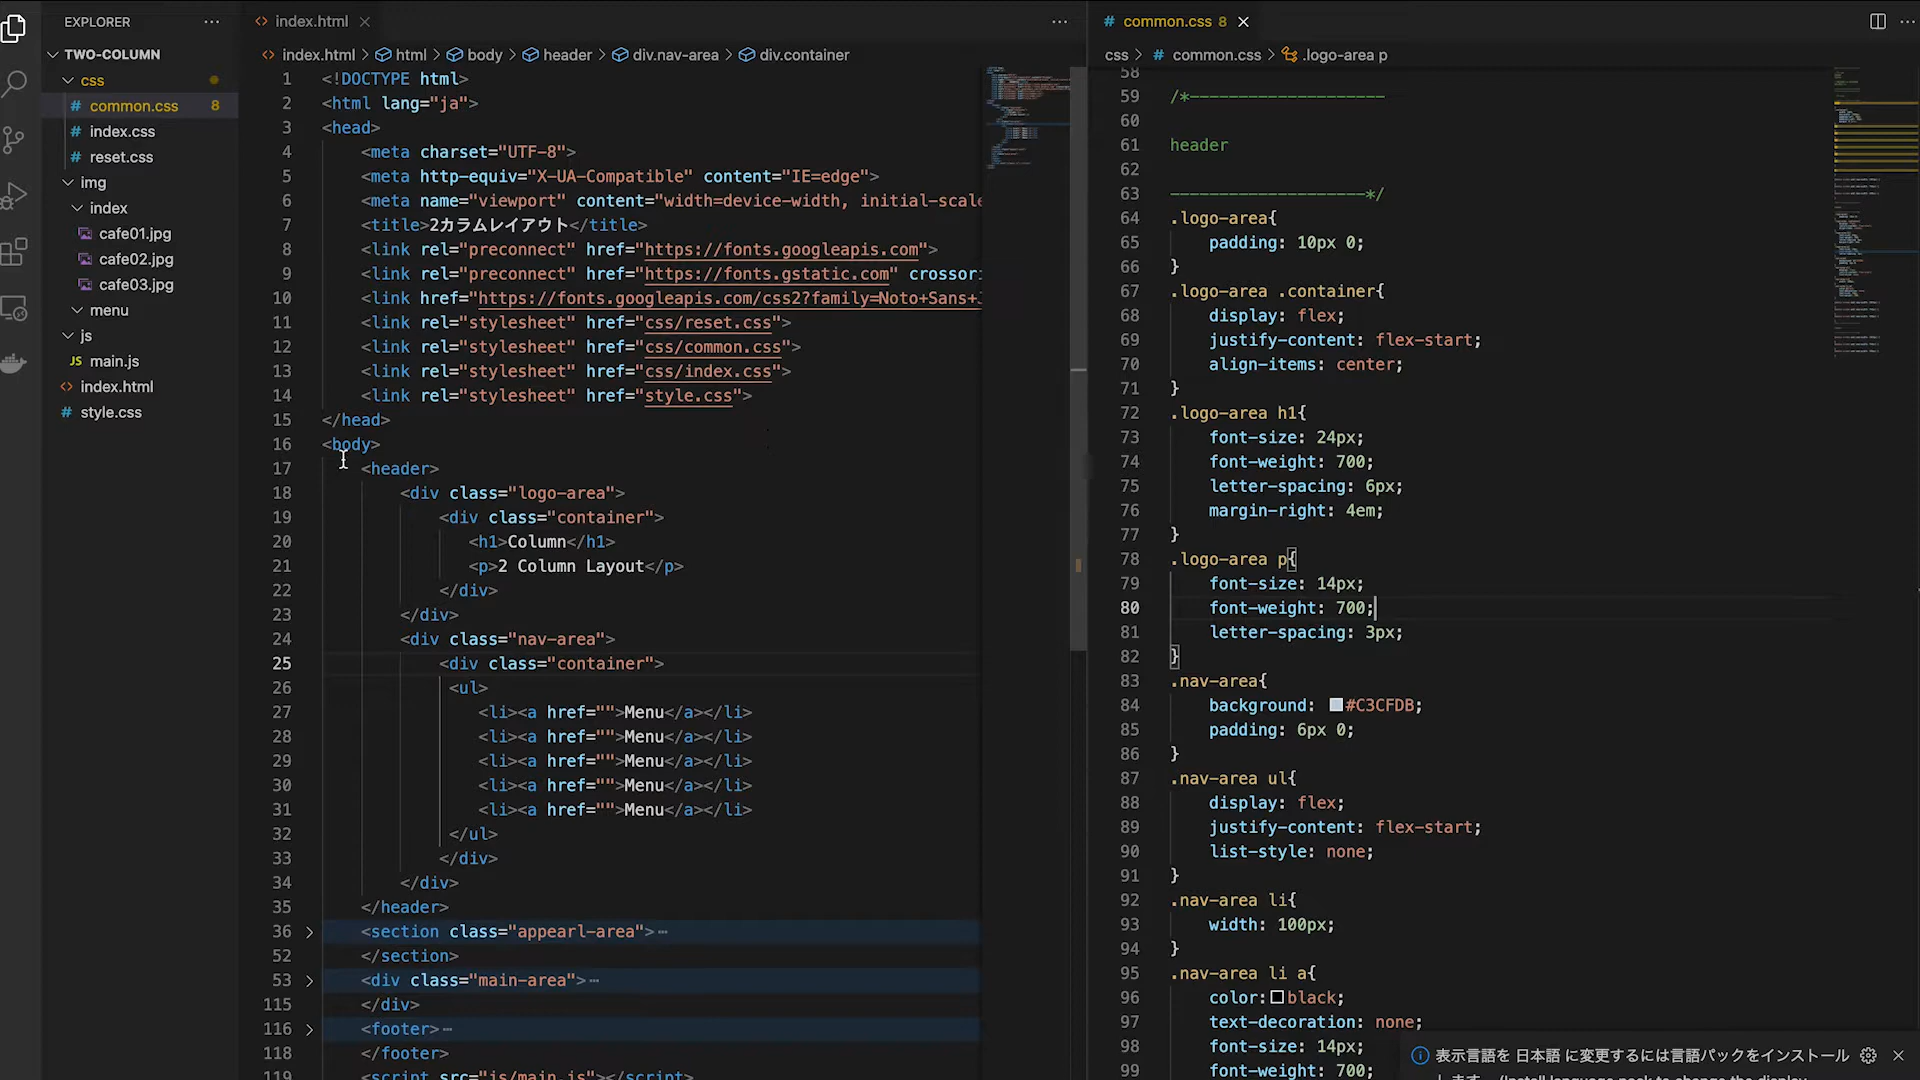 EXPLORER
TWO-COLUMN
css
common.css 8
index.css
reset.css
img
index
cafe01.jpg
cafe02.jpg
cafe03.jpg
menu
js
JS main.js
index.html
style.css
index.html
index.html > html > body > header > div.nav-area > div.container
1 <!DOCTYPE html>
2 <html lang="ja">
3 <head>
4 <meta charset="UTF-8">
5 <meta http-equiv="X-UA-Compatible" content="IE=edge">
6 <meta name="viewport" content="width=device-width, initial-scale
7 <title>2カラムレイアウト</title>
8 <link rel="preconnect" href="https://fonts.googleapis.com">
9 <link rel="preconnect" href="https://fonts.gstatic.com" crossori
10 <link href="https://fonts.googleapis.com/css2?family=Noto+Sans+J
11 <link rel="stylesheet" href="css/reset.css">
12 <link rel="stylesheet" href="css/common.css">
13 <link rel="stylesheet" href="css/index.css">
14 <link rel="stylesheet" href="style.css">
15 </head>
16 <body>
17 <header>
18 <div class="logo-area">
19 <div class="container">
20 <h1>Column</h1>
21 <p>2 Column Layout</p>
22 </div>
23 </div>
24 <div class="nav-area">
25 <div class="container">
26 <ul>
27 <li><a href="">Menu</a></li>
28 <li><a href="">Menu</a></li>
29 <li><a href="">Menu</a></li>
30 <li><a href="">Menu</a></li>
31 <li><a href="">Menu</a></li>
32 </ul>
33 </div>
34 </div>
35 </header>
36 <section class="appearl-area">
52 </section>
53 <div class="main-area">
115 </div>
116 <footer>
118 </footer>
119 <script src="js/main.js"></script>
# common.css 8
css > # common.css > .logo-area p
58
59 /*------------------
60
61 header
62
63 ------------------*/
64 .logo-area{
65 padding: 10px 0;
66 }
67 .logo-area .container{
68 display: flex;
69 justify-content: flex-start;
70 align-items: center;
71 }
72 .logo-area h1{
73 font-size: 24px;
74 font-weight: 700;
75 letter-spacing: 6px;
76 margin-right: 4em;
77 }
78 .logo-area p{
79 font-size: 14px;
80 font-weight: 700;
81 letter-spacing: 3px;
82 }
83 .nav-area{
84 background: #C3CFDB;
85 padding: 6px 0;
86 }
87 .nav-area ul{
88 display: flex;
89 justify-content: flex-start;
90 list-style: none;
91 }
92 .nav-area li{
93 width: 100px;
94 }
95 .nav-area li a{
96 color: black;
97 text-decoration: none;
98 font-size: 14px;
99 font-weight: 700;
表示言語を 日本語 に変更するには言語パックをインストール
します。 (Install language pack to change the display